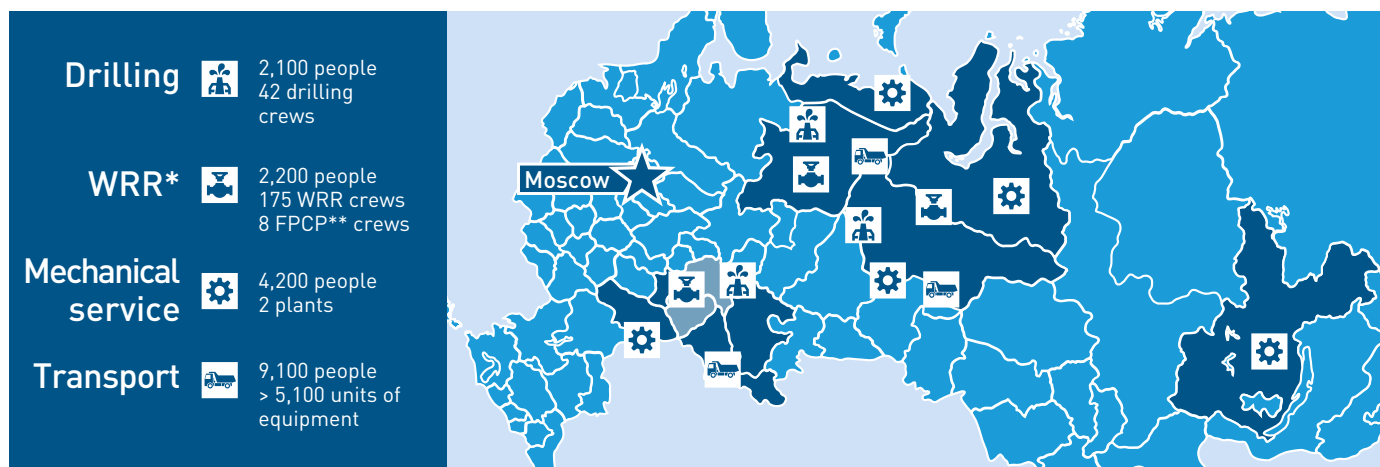 Drilling
2,100 people
42 drilling
crews
WRR*
2,200 people
175 WRR crews
8 FPCP** crews
Mechanical
service
4,200 people
2 plants
Transport
9,100 people
> 5,100 units of
equipment
Moscow